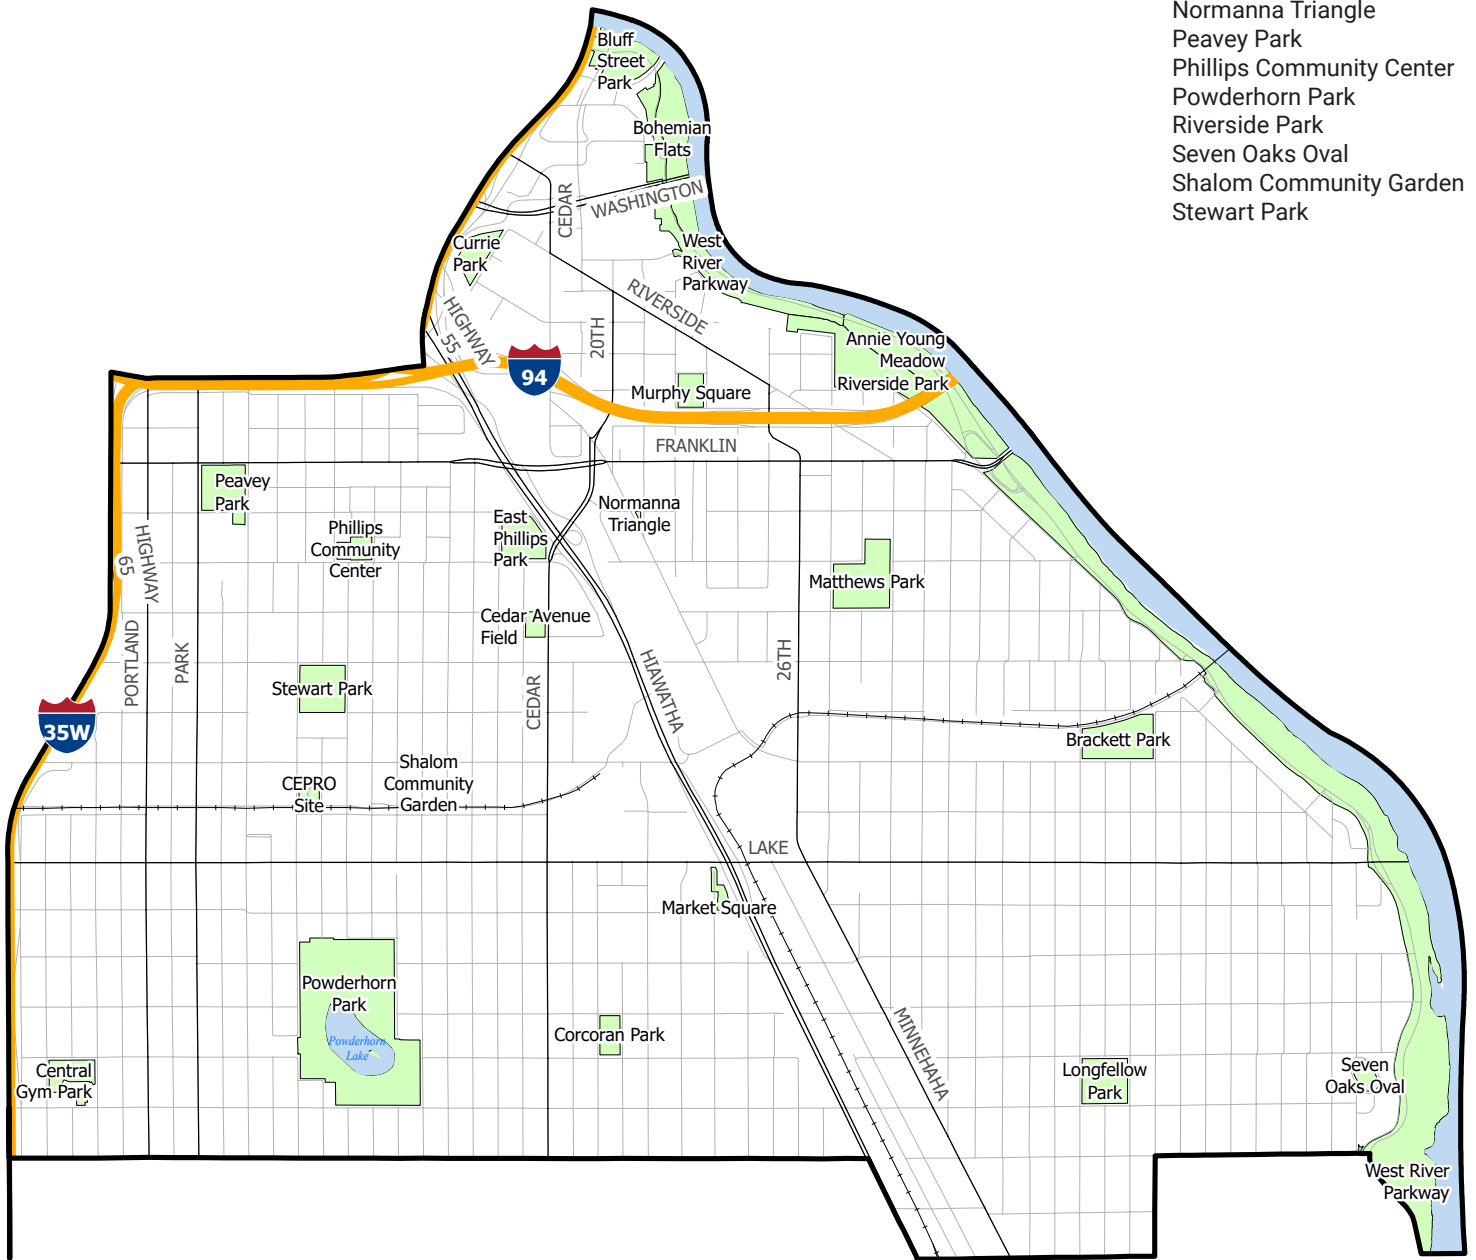 Normanna Triangle
Peavey Park
Phillips Community Center
Powderhorn Park
Riverside Park
Seven Oaks Oval
Shalom Community Garden
Stewart Park
Bluff
Street
Park
Bohemian
Flats
CEDAR
WASHINGTON
Currie
Park
West
River
Parkway
RIVERSIDE
HIGHWAY
55
20TH
94
Annie Young
Meadow
Riverside Park
Murphy Square
FRANKLIN
Peavey
Park
Phillips
Community
Center
East
Phillips
Park
Normanna
Triangle
HIGHWAY
65
Matthews Park
Cedar Avenue
Field
PORTLAND
PARK
Stewart Park
CEDAR
HIAWATHA
26TH
35W
Brackett Park
CEPRO
Site
Shalom
Community
Garden
LAKE
Market Square
Powderhorn
Park
Powderhorn
Lake
Corcoran Park
MINNEHAHA
Central
Gym Park
Longfellow
Park
Seven
Oaks Oval
West River
Parkway